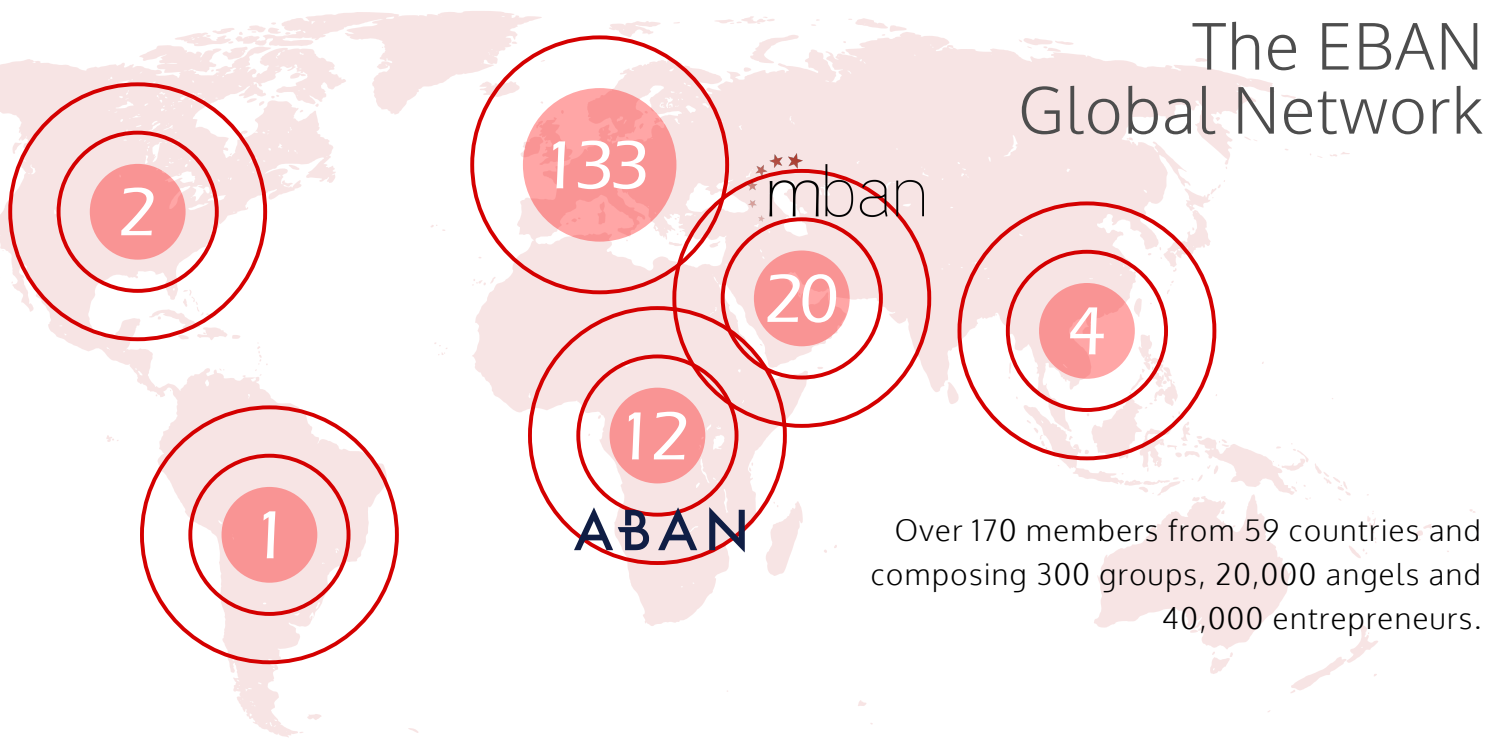 The EBAN
Global Network
133
mban
2
20
4
12
ABAN
1
Over 170 members from 59 countries and
composing 300 groups, 20,000 angels and
40,000 entrepreneurs.